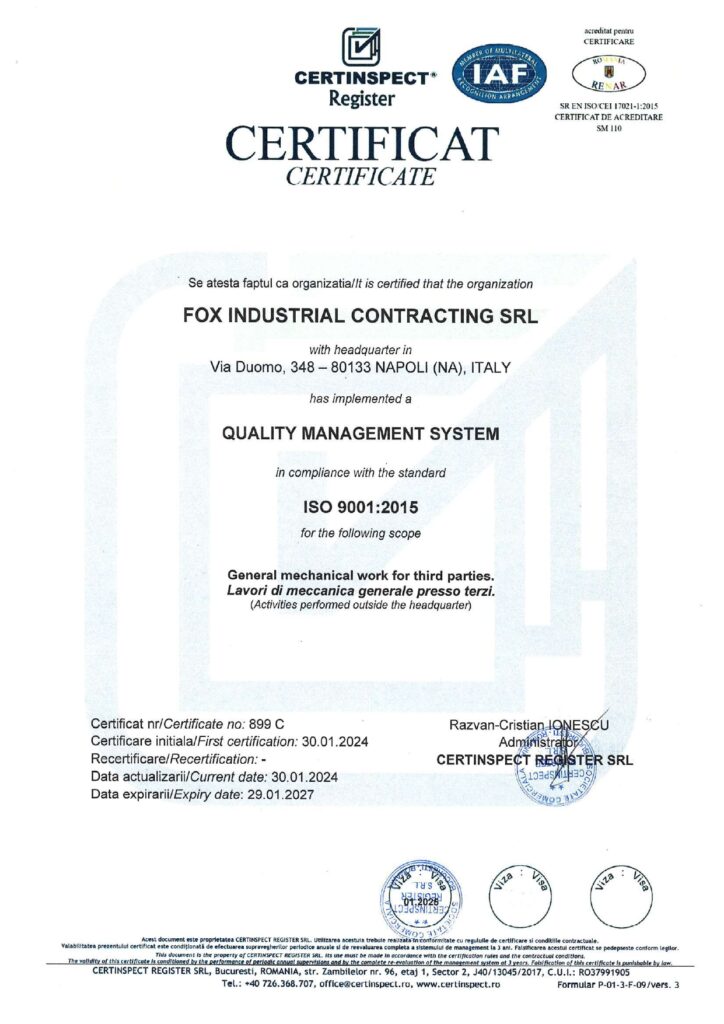 CERTINSPECT®
Register
MEMBER OF MULTILATERAL
IAF
RECOGNITION ARRANGEMENT
acreditat pentru
CERTIFICARE
ROMANIA
RENAR
SR EN ISO/CEI 17021-1:2015
CERTIFICAT DE ACREDITARE
SM 110
CERTIFICAT
CERTIFICATE
Se atesta faptul ca organizatia/It is certified that the organization
FOX INDUSTRIAL CONTRACTING SRL
with headquarter in
Via Duomo, 348 – 80133 NAPOLI (NA), ITALY
has implemented a
QUALITY MANAGEMENT SYSTEM
in compliance with the standard
ISO 9001:2015
for the following scope
General mechanical work for third parties.
Lavori di meccanica generale presso terzi.
(Activities performed outside the headquarter)
Certificat nr/Certificate no: 899 C
Certificare initiala/First certification: 30.01.2024
Recertificare/Recertification: -
Data actualizarii/Current date: 30.01.2024
Data expirarii/Expiry date: 29.01.2027
Razvan-Cristian IONESCU
Administrator
CERTINSPECT REGISTER SRL
SOCIETATE COMERCIALA
CERTINSPECT
SRL
Viza : Visa
SRL
REGISTER
CERTINSPECT
SOCIETATE COMERCIALA
Viza : Visa
Viza : Visa
Acest document este proprietatea CERTINSPECT REGISTER SRL. Utilizarea acestuia trebuie realizata in conformitate cu regulile de certificare si conditiile contractuale.
Valabilitatea prezentului certificat este conditionată de efectuarea supravegherilor periodice anuale si de reevaluarea completa a sistemului de management la 3 ani. Falsificarea acestui certificat se pedepseste conform legilor.
This document is the property of CERTINSPECT REGISTER SRL. Its use must be made in accordance with the certification rules and the contractual conditions.
The validity of this certificate is conditioned by the performance of periodic annual supervisions and by the complete re-evaluation of the management system at 3 years. Falsification of this certificate is punishable by law.
CERTINSPECT REGISTER SRL, Bucuresti, ROMANIA, str. Zambilelor nr. 96, etaj 1, Sector 2, J40/13045/2017, C.U.I.: RO37991905
Tel.: +40 726.368.707, office@certinspect.ro, www.certinspect.ro
Formular P-01-3-F-09/vers. 3